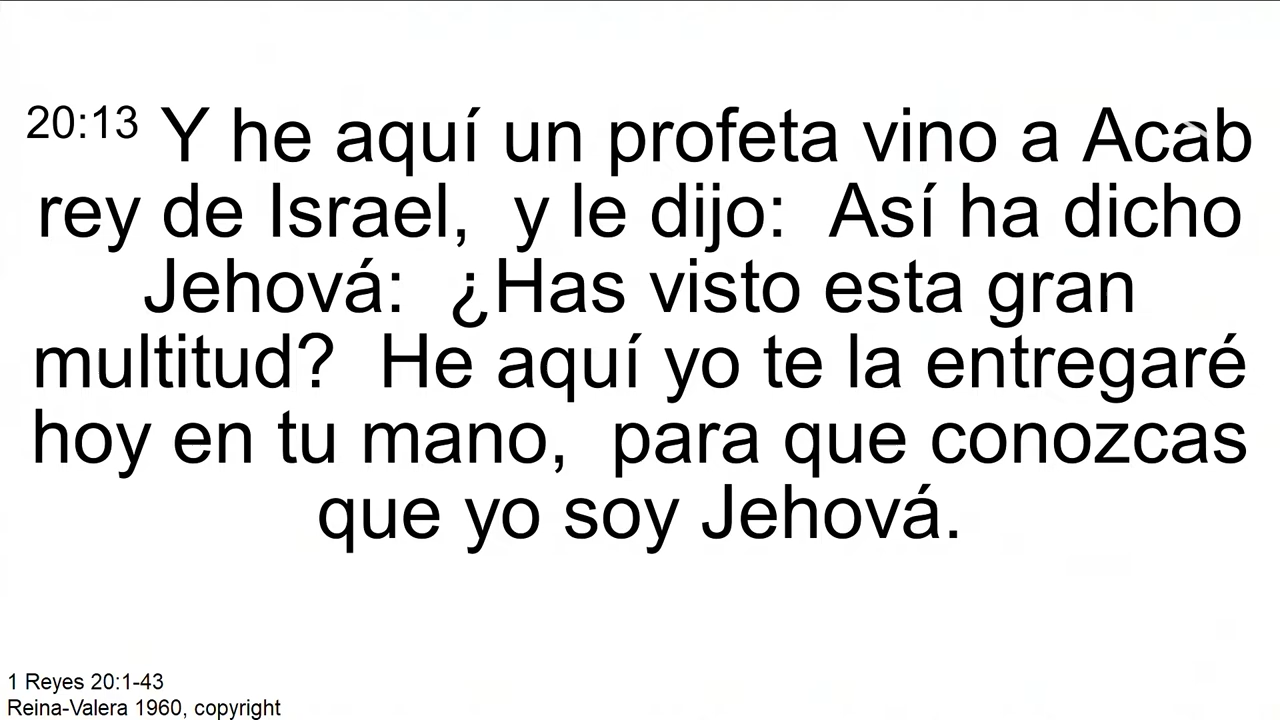 20:13 Y he aquí un profeta vino a Acab
rey de Israel, y le dijo: Así ha dicho
Jehová: ¿Has visto esta gran
multitud? He aquí yo te la entregaré
hoy en tu mano, para que conozcas
que yo soy Jehová.
1 Reyes 20:1-43
Reina-Valera 1960, copyright